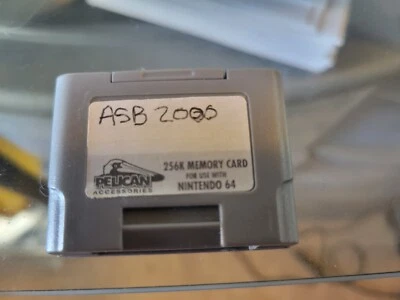 ASB 2000
PELICAN
ACCESSORIES
256K MEMORY CARD
FOR USE WITH
NINTENDO 64